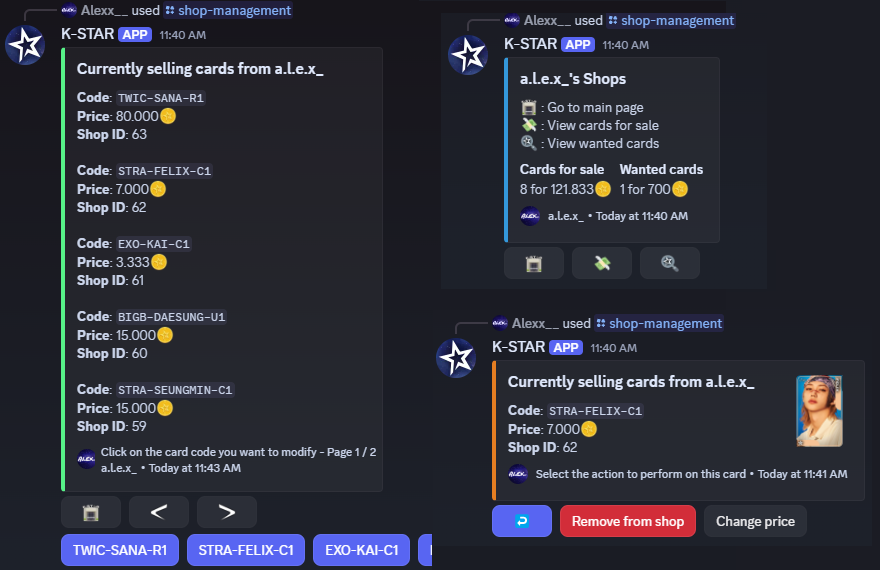 Alexx__ used shop-management
K-STAR APP 11:40 AM
Currently selling cards from a.l.e.x_
Code: TWIC-SANA-R1
Price: 80.000
Shop ID: 63
Code: STRA-FELIX-C1
Price: 7.000
Shop ID: 62
Code: EXO-KAI-C1
Price: 3.333
Shop ID: 61
Code: BIGB-DAESUNG-U1
Price: 15.000
Shop ID: 60
Code: STRA-SEUNGMIN-C1
Price: 15.000
Shop ID: 59
ALEX_ Click on the card code you want to modify - Page 1 / 2
a.l.e.x_ • Today at 11:43 AM
< >
TWIC-SANA-R1 STRA-FELIX-C1 EXO-KAI-C1
Alexx__ used shop-management
K-STAR APP 11:40 AM
a.l.e.x_'s Shops
: Go to main page
: View cards for sale
: View wanted cards
Cards for sale Wanted cards
8 for 121.833 1 for 700
ALEX_ a.l.e.x_ • Today at 11:40 AM
Alexx__ used shop-management
K-STAR APP 11:40 AM
Currently selling cards from a.l.e.x_
Code: STRA-FELIX-C1
Price: 7.000
Shop ID: 62
ALEX_ Select the action to perform on this card • Today at 11:41 AM
Remove from shop Change price